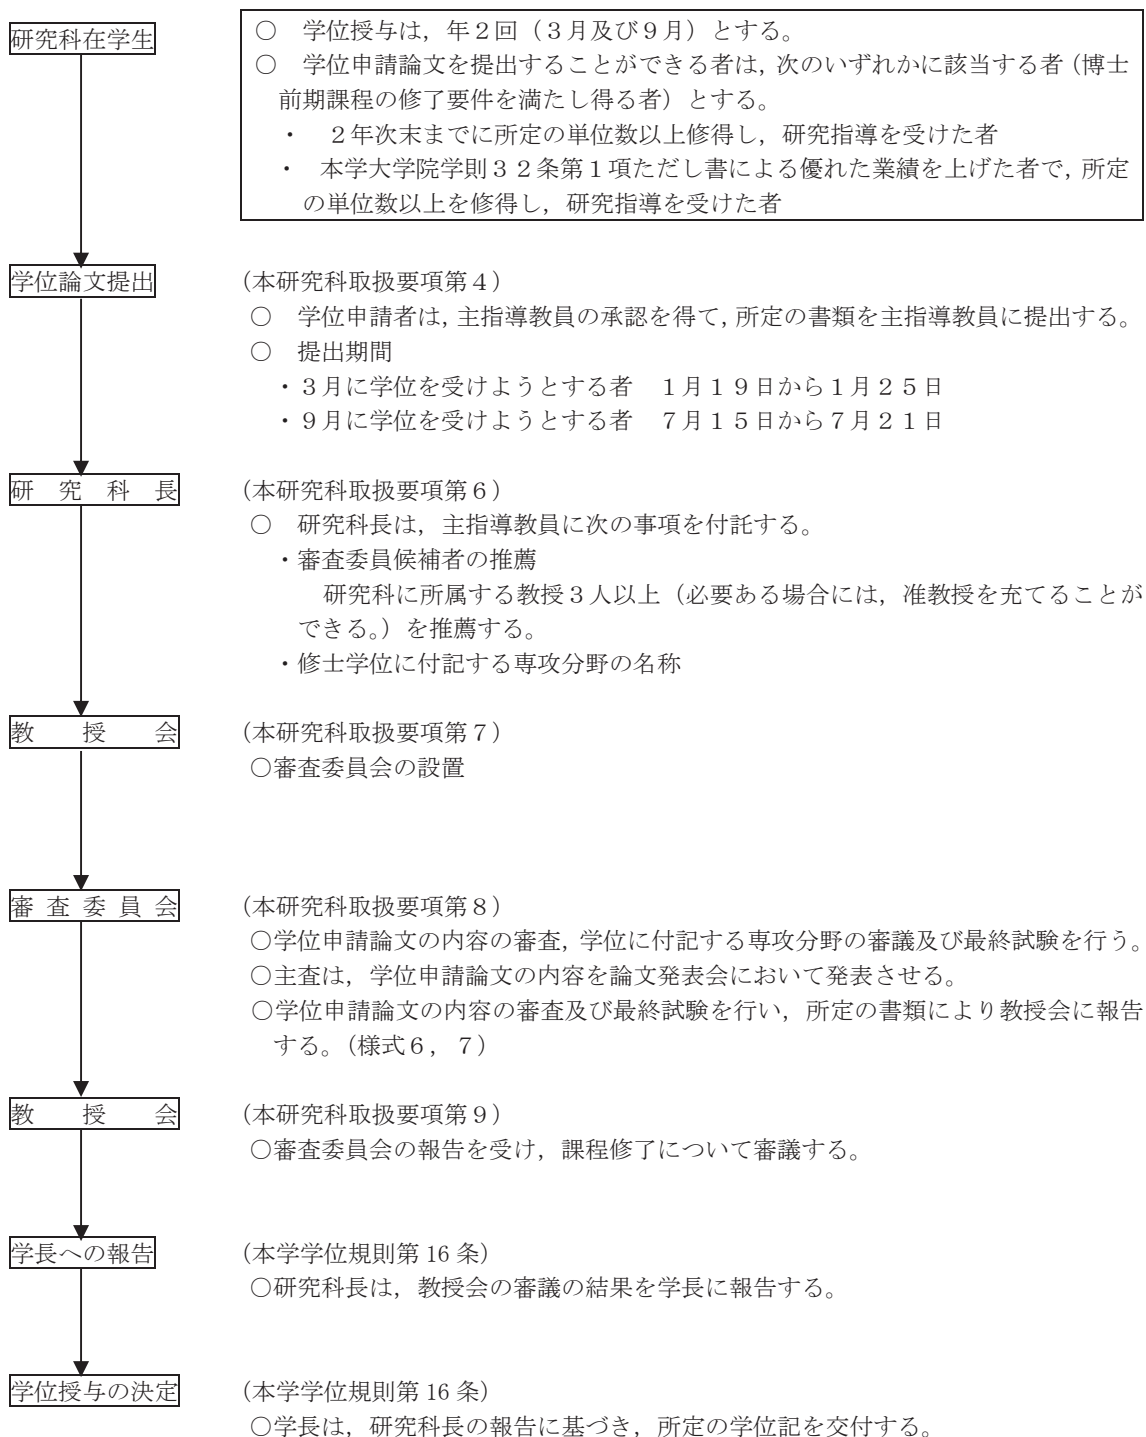 研究科在学生
○　学位授与は，年２回（３月及び９月）とする。
○　学位申請論文を提出することができる者は，次のいずれかに該当する者（博士
前期課程の修了要件を満たし得る者）とする。
・　２年次末までに所定の単位数以上修得し，研究指導を受けた者
・　本学大学院学則３２条第１項ただし書による優れた業績を上げた者で，所定
の単位数以上を修得し，研究指導を受けた者
学位論文提出
（本研究科取扱要項第４）
○　学位申請者は，主指導教員の承認を得て，所定の書類を主指導教員に提出する。
○　提出期間
・３月に学位を受けようとする者　１月１９日から１月２５日
・９月に学位を受けようとする者　７月１５日から７月２１日
研　究　科　長
（本研究科取扱要項第６）
○　研究科長は，主指導教員に次の事項を付託する。
・審査委員候補者の推薦
研究科に所属する教授３人以上（必要ある場合には，准教授を充てることが
できる。）を推薦する。
・修士学位に付記する専攻分野の名称
教　　授　　会
（本研究科取扱要項第７）
○審査委員会の設置
審 査 委 員 会
（本研究科取扱要項第８）
○学位申請論文の内容の審査，学位に付記する専攻分野の審議及び最終試験を行う。
○主査は，学位申請論文の内容を論文発表会において発表させる。
○学位申請論文の内容の審査及び最終試験を行い，所定の書類により教授会に報告
する。（様式６，７）
教　　授　　会
（本研究科取扱要項第９）
○審査委員会の報告を受け，課程修了について審議する。
学長への報告
（本学学位規則第 16 条）
○研究科長は，教授会の審議の結果を学長に報告する。
学位授与の決定
（本学学位規則第 16 条）
○学長は，研究科長の報告に基づき，所定の学位記を交付する。